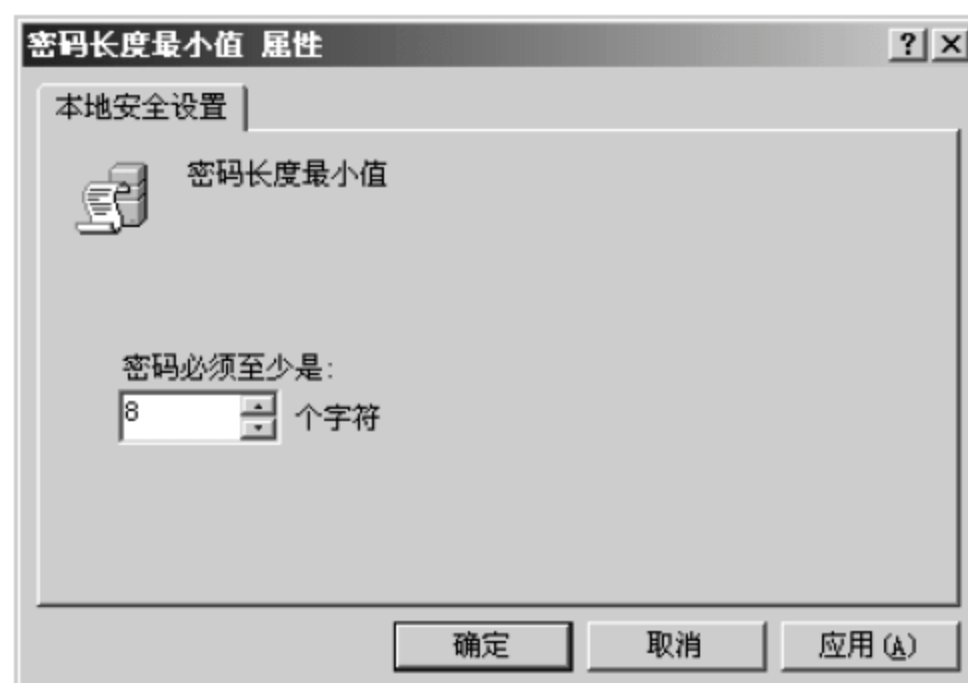 密码长度最小值 属性
本地安全设置
密码长度最小值
密码必须至少是:
8 个字符
确定 取消 应用(A)